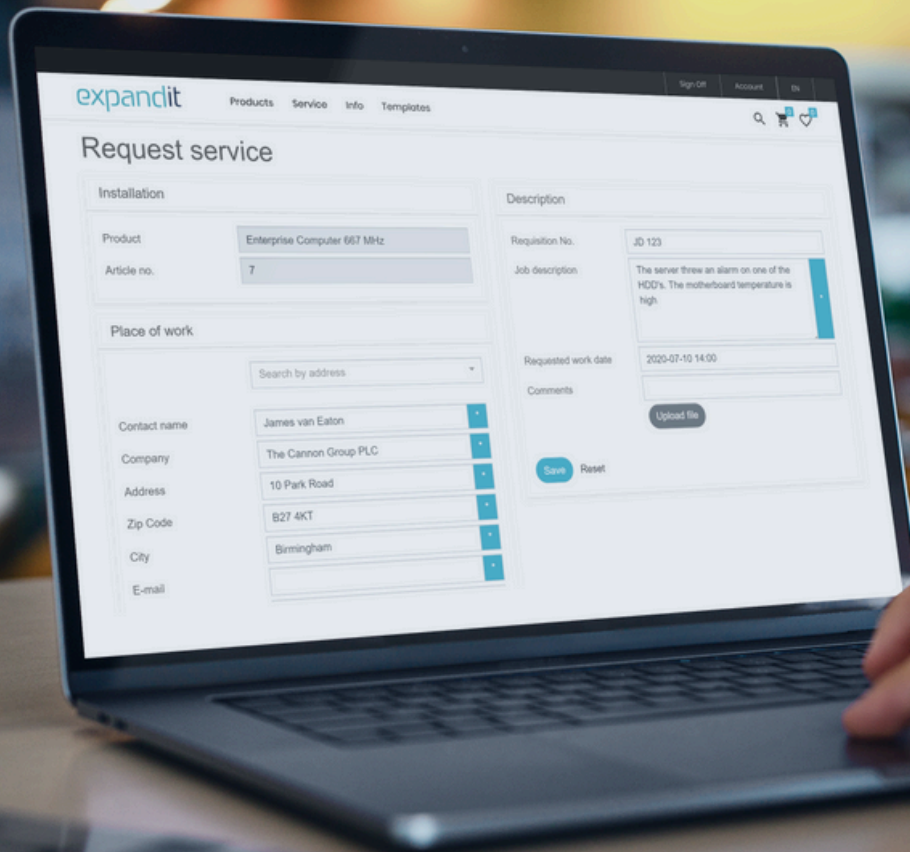 Sign Off Account EN
expandit Products Service Info Templates
Request service
Installation
Product Enterprise Computer 667 MHz
Article no. 7
Place of work
Search by address
Contact name James van Eaton
Company The Cannon Group PLC
Address 10 Park Road
Zip Code B27 4KT
City Birmingham
E-mail
Description
Requisition No. JD 123
Job description The server threw an alarm on one of the
HDD's. The motherboard temperature is
high
Requested work date 2020-07-10 14:00
Comments
Upload file
Save Reset